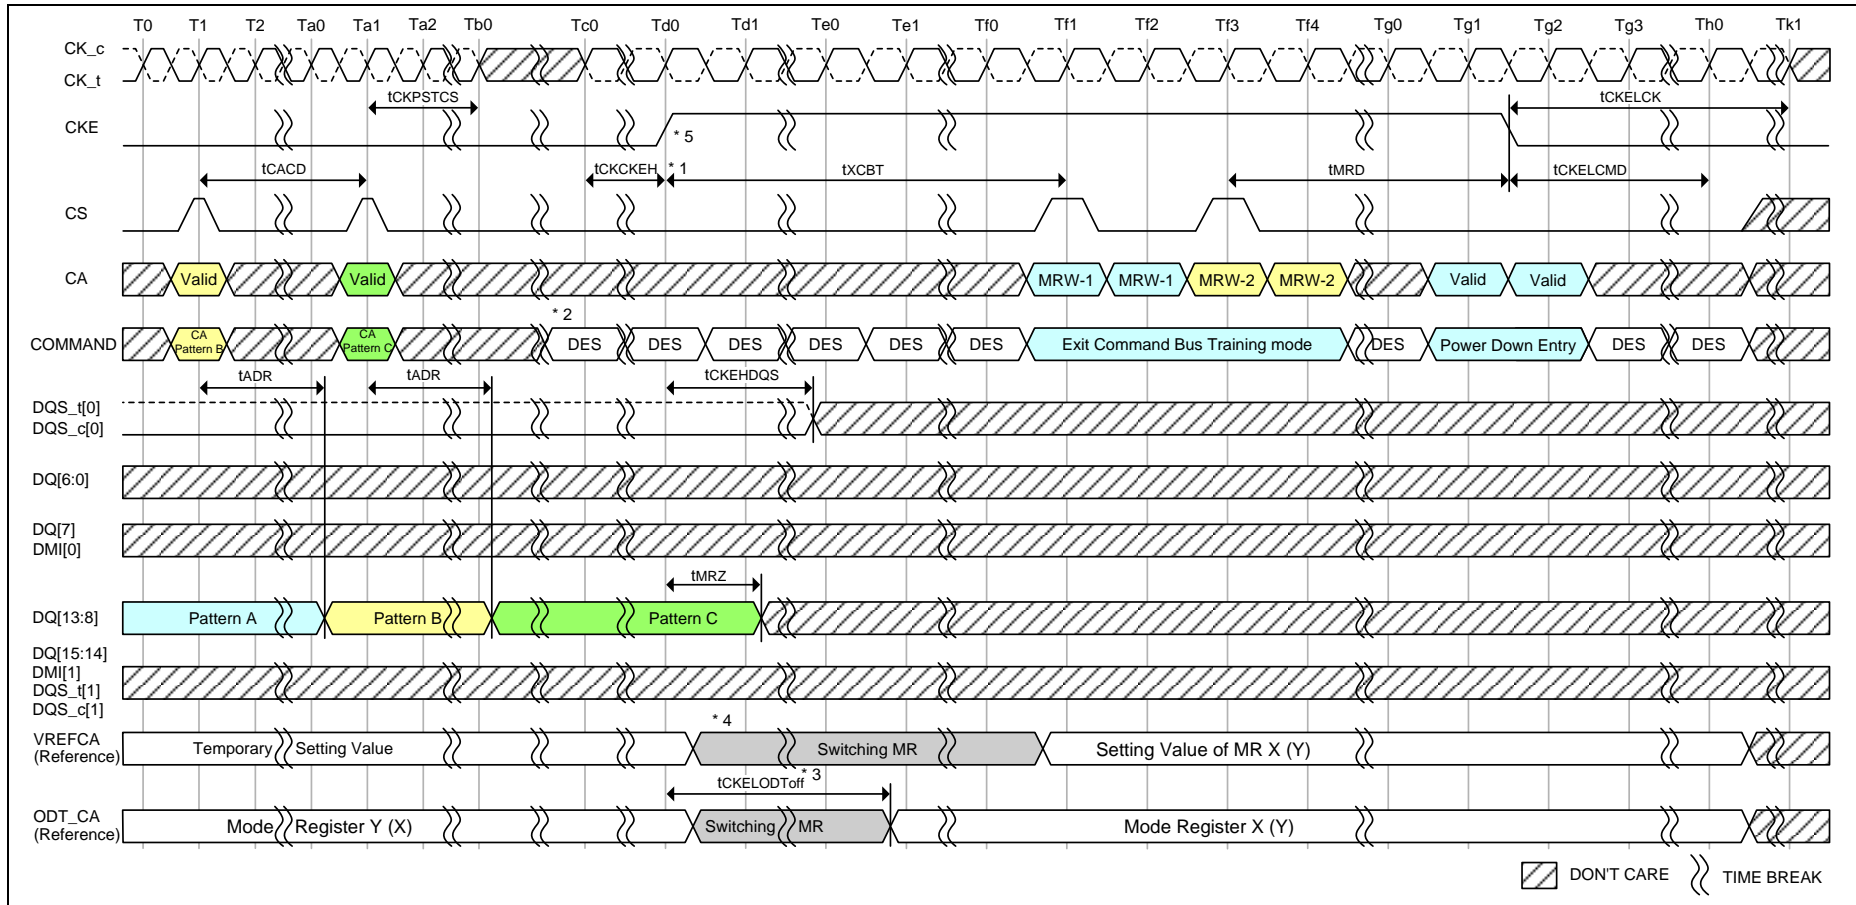 T0 T1 T2 Ta0 Ta1 Ta2 Tb0 Tc0 Td0 Td1 Te0 Te1 Tf0 Tf1 Tf2 Tf3 Tf4 Tg0 Tg1 Tg2 Tg3 Th0 Tk1
CK_c
CK_t
tCKPSTCS tCKELCK
CKE
* 5
tCACD tCKCKEH * 1 tXCBT tMRD tCKELCMD
CS
CA Valid Valid MRW-1 MRW-1 MRW-2 MRW-2 Valid Valid
* 2
COMMAND CA Pattern B CA Pattern C DES DES DES DES DES DES Exit Command Bus Training mode DES Power Down Entry DES DES
tADR tADR tCKEHDQS
DQS_t[0]
DQS_c[0]
DQ[6:0]
DQ[7]
DMI[0]
tMRZ
DQ[13:8] Pattern A Pattern B Pattern C
DQ[15:14]
DMI[1]
DQS_t[1]
DQS_c[1]
* 4
VREFCA
(Reference) Temporary Setting Value Switching MR Setting Value of MR X (Y)
tCKELODToff * 3
ODT_CA
(Reference) Mode Register Y (X) Switching MR Mode Register X (Y)
DON'T CARE TIME BREAK